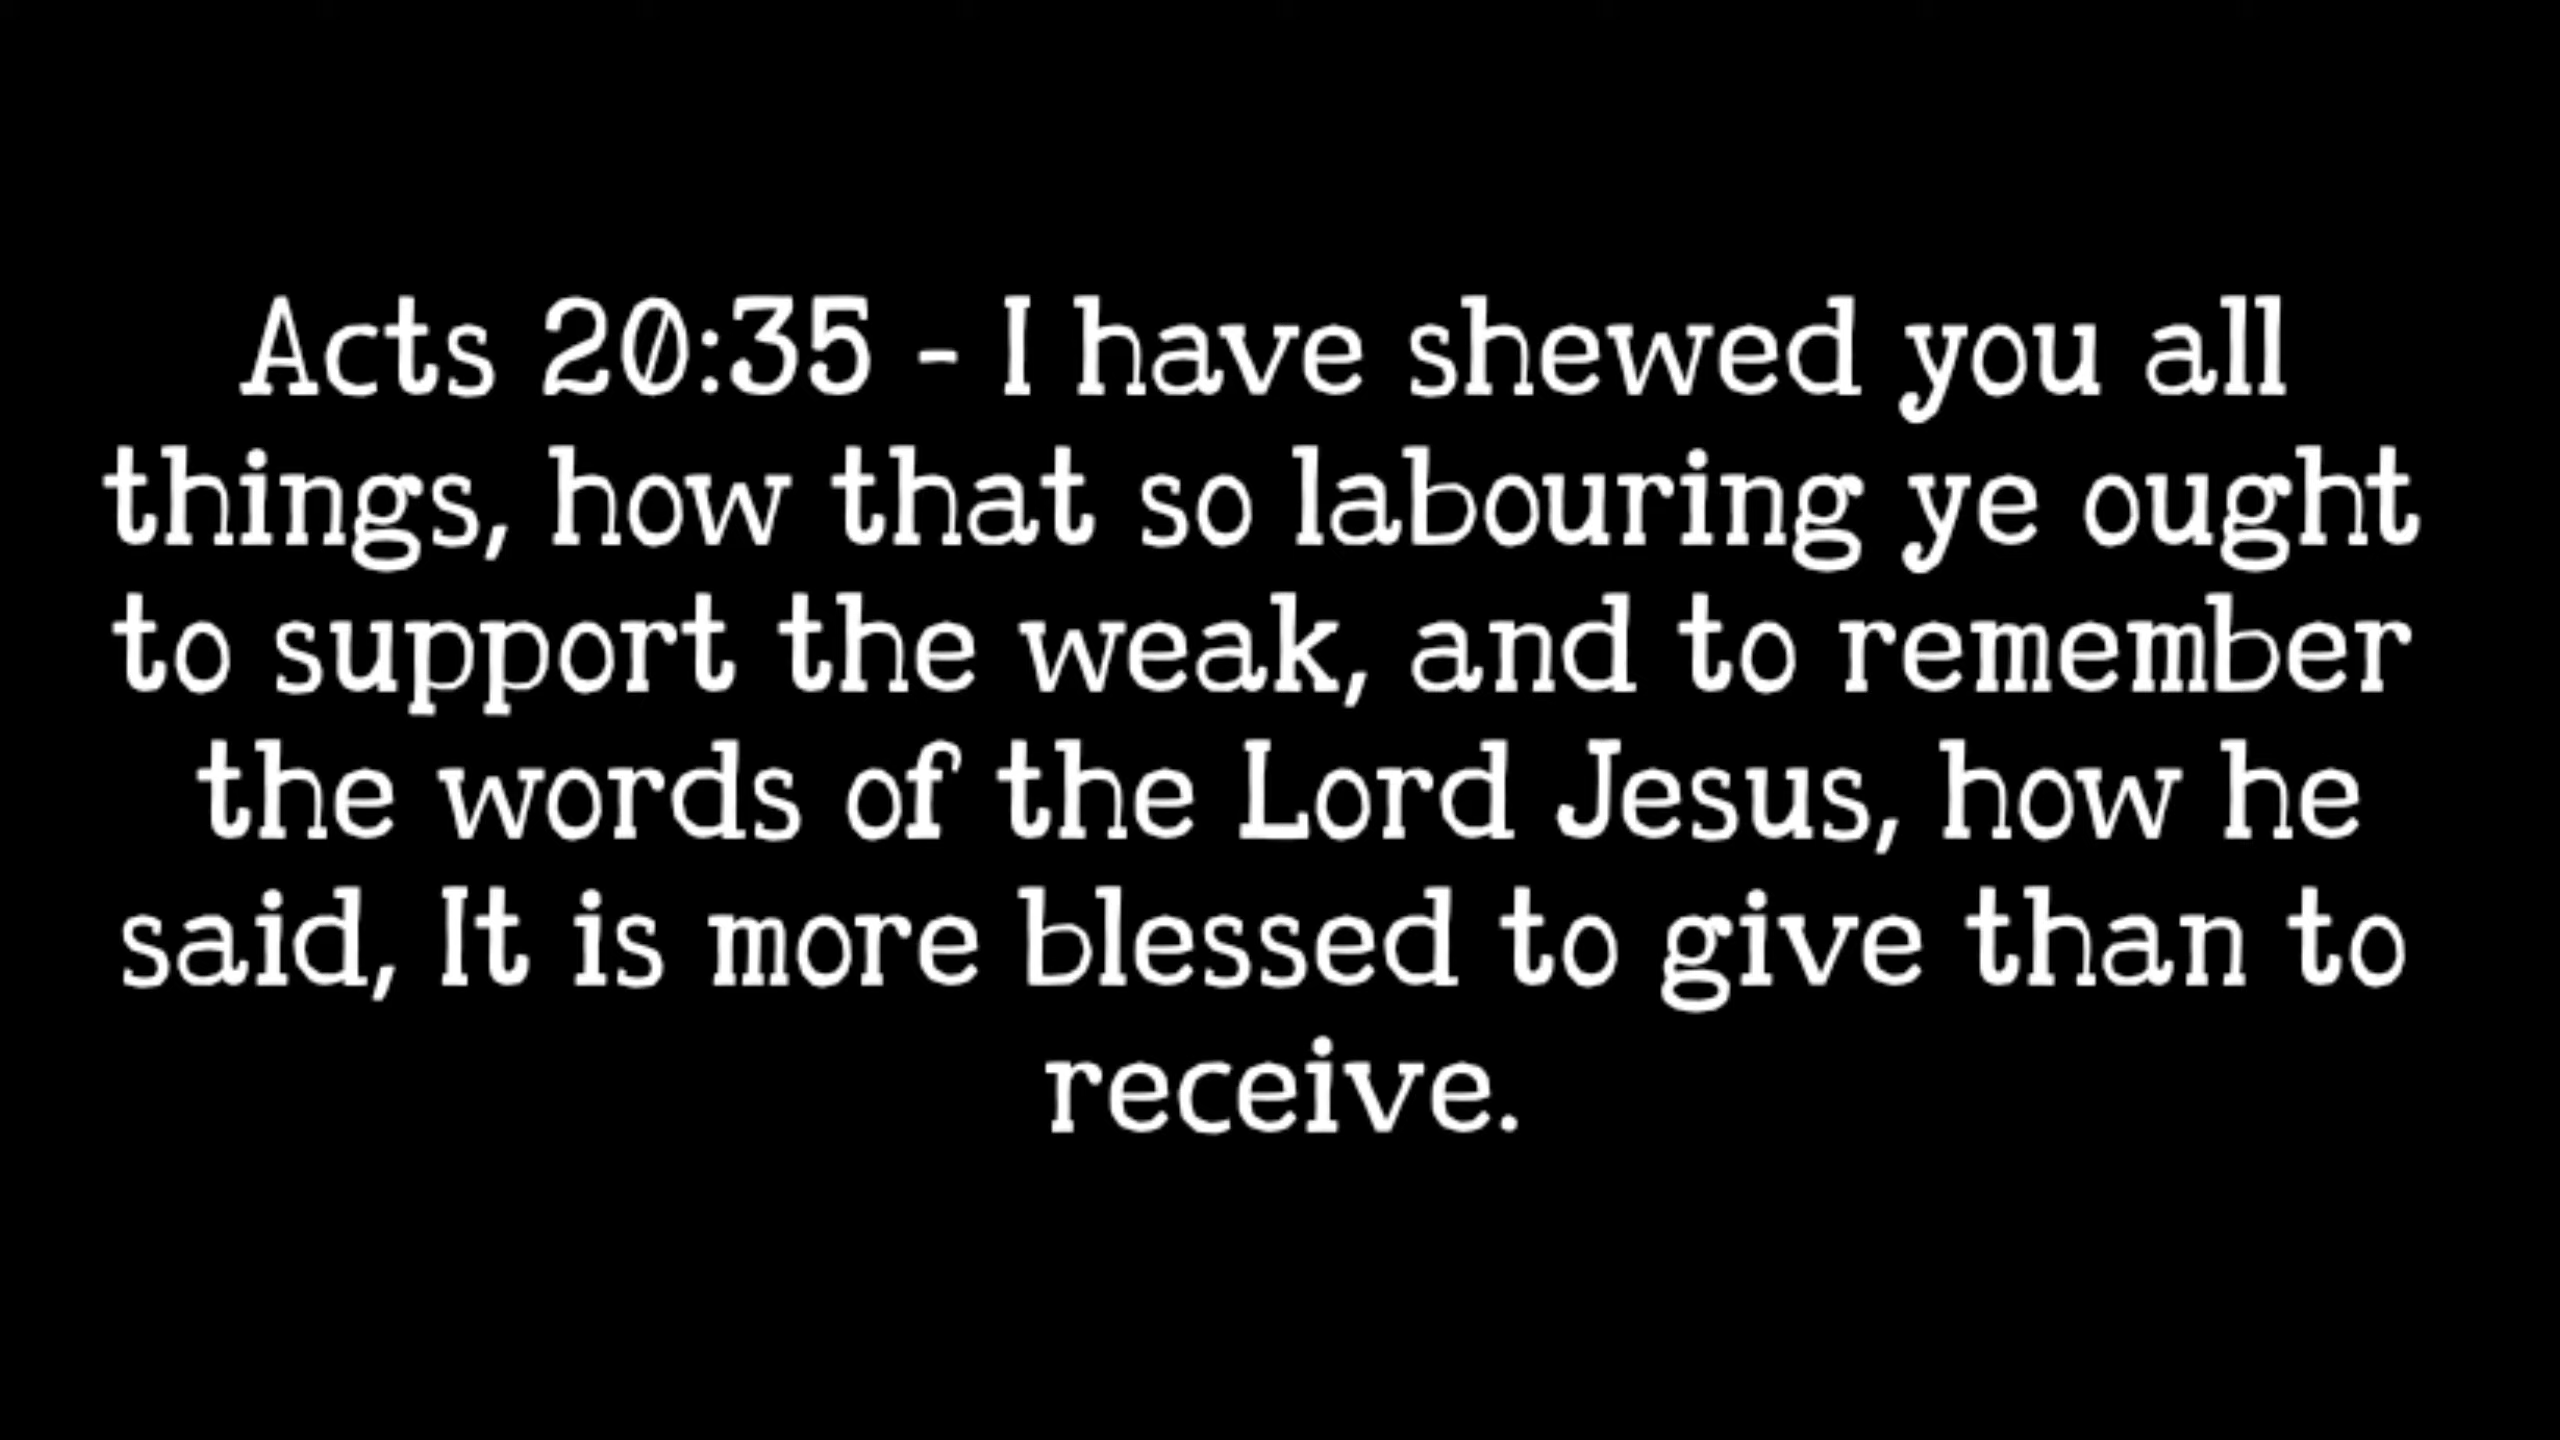 Acts 20:35 - I have shewed you all
things, how that so labouring ye ought
to support the weak, and to remember
the words of the Lord Jesus, how he
said, It is more blessed to give than to
receive.